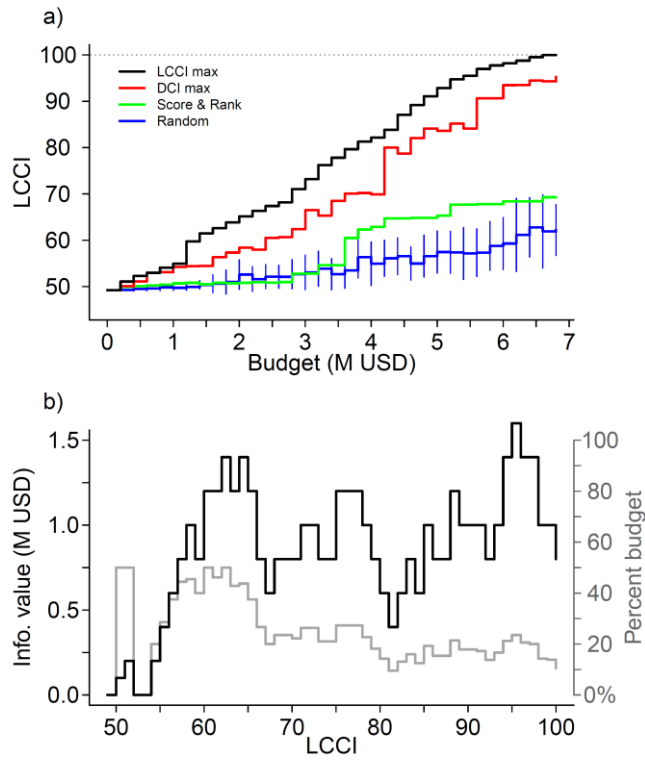 a)
100
90
80
70
60
50
LCCI
LCCI max
DCI max
Score & Rank
Random
0 1 2 3 4 5 6 7
Budget (M USD)
b)
1.5
1.0
0.5
0.0
Info. value (M USD)
100
80
60
40
20
0%
Percent budget
50 60 70 80 90 100
LCCI